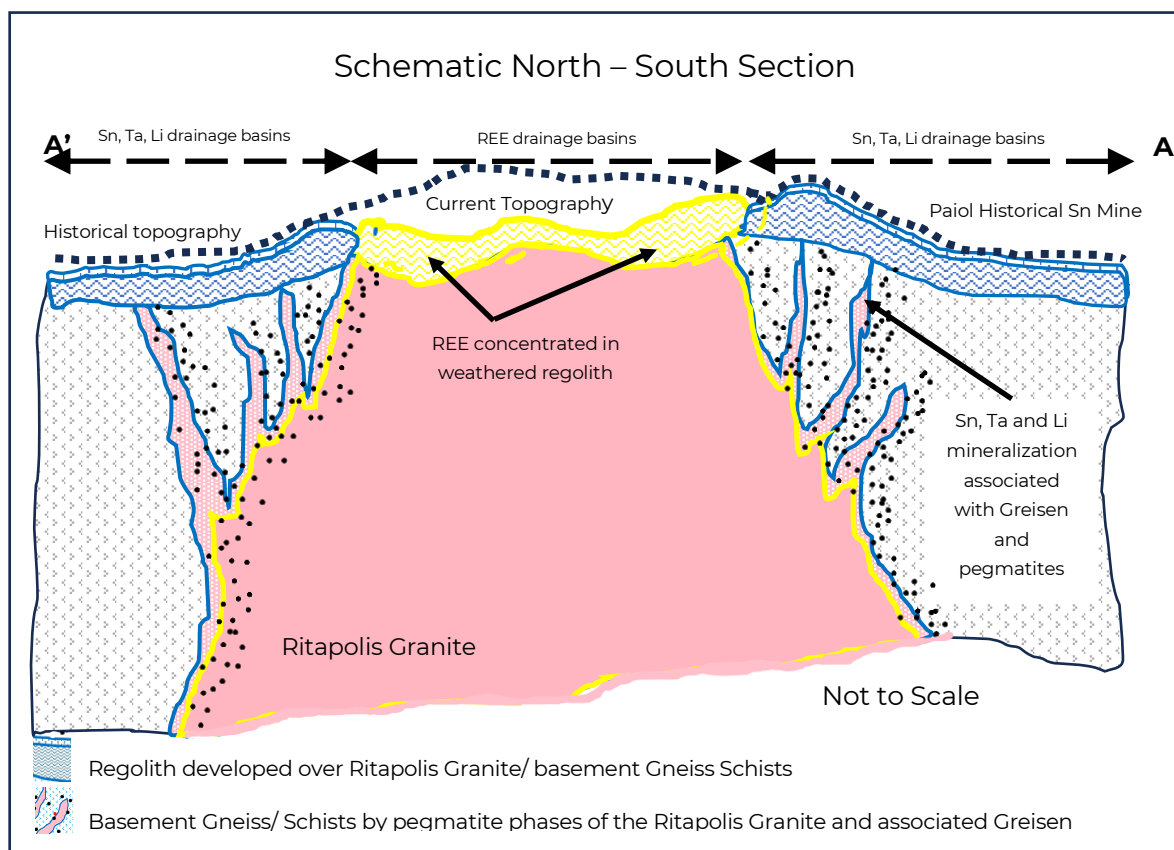 Schematic North – South Section
A’
Sn, Ta, Li drainage basins
REE drainage basins
Sn, Ta, Li drainage basins
A
Historical topography
Current Topography
Paiol Historical Sn Mine
REE concentrated in
weathered regolith
Sn, Ta and Li
mineralization
associated
with Greisen
and
pegmatites
Ritapolis Granite
Not to Scale
Regolith developed over Ritapolis Granite/ basement Gneiss Schists
Basement Gneiss/ Schists by pegmatite phases of the Ritapolis Granite and associated Greisen